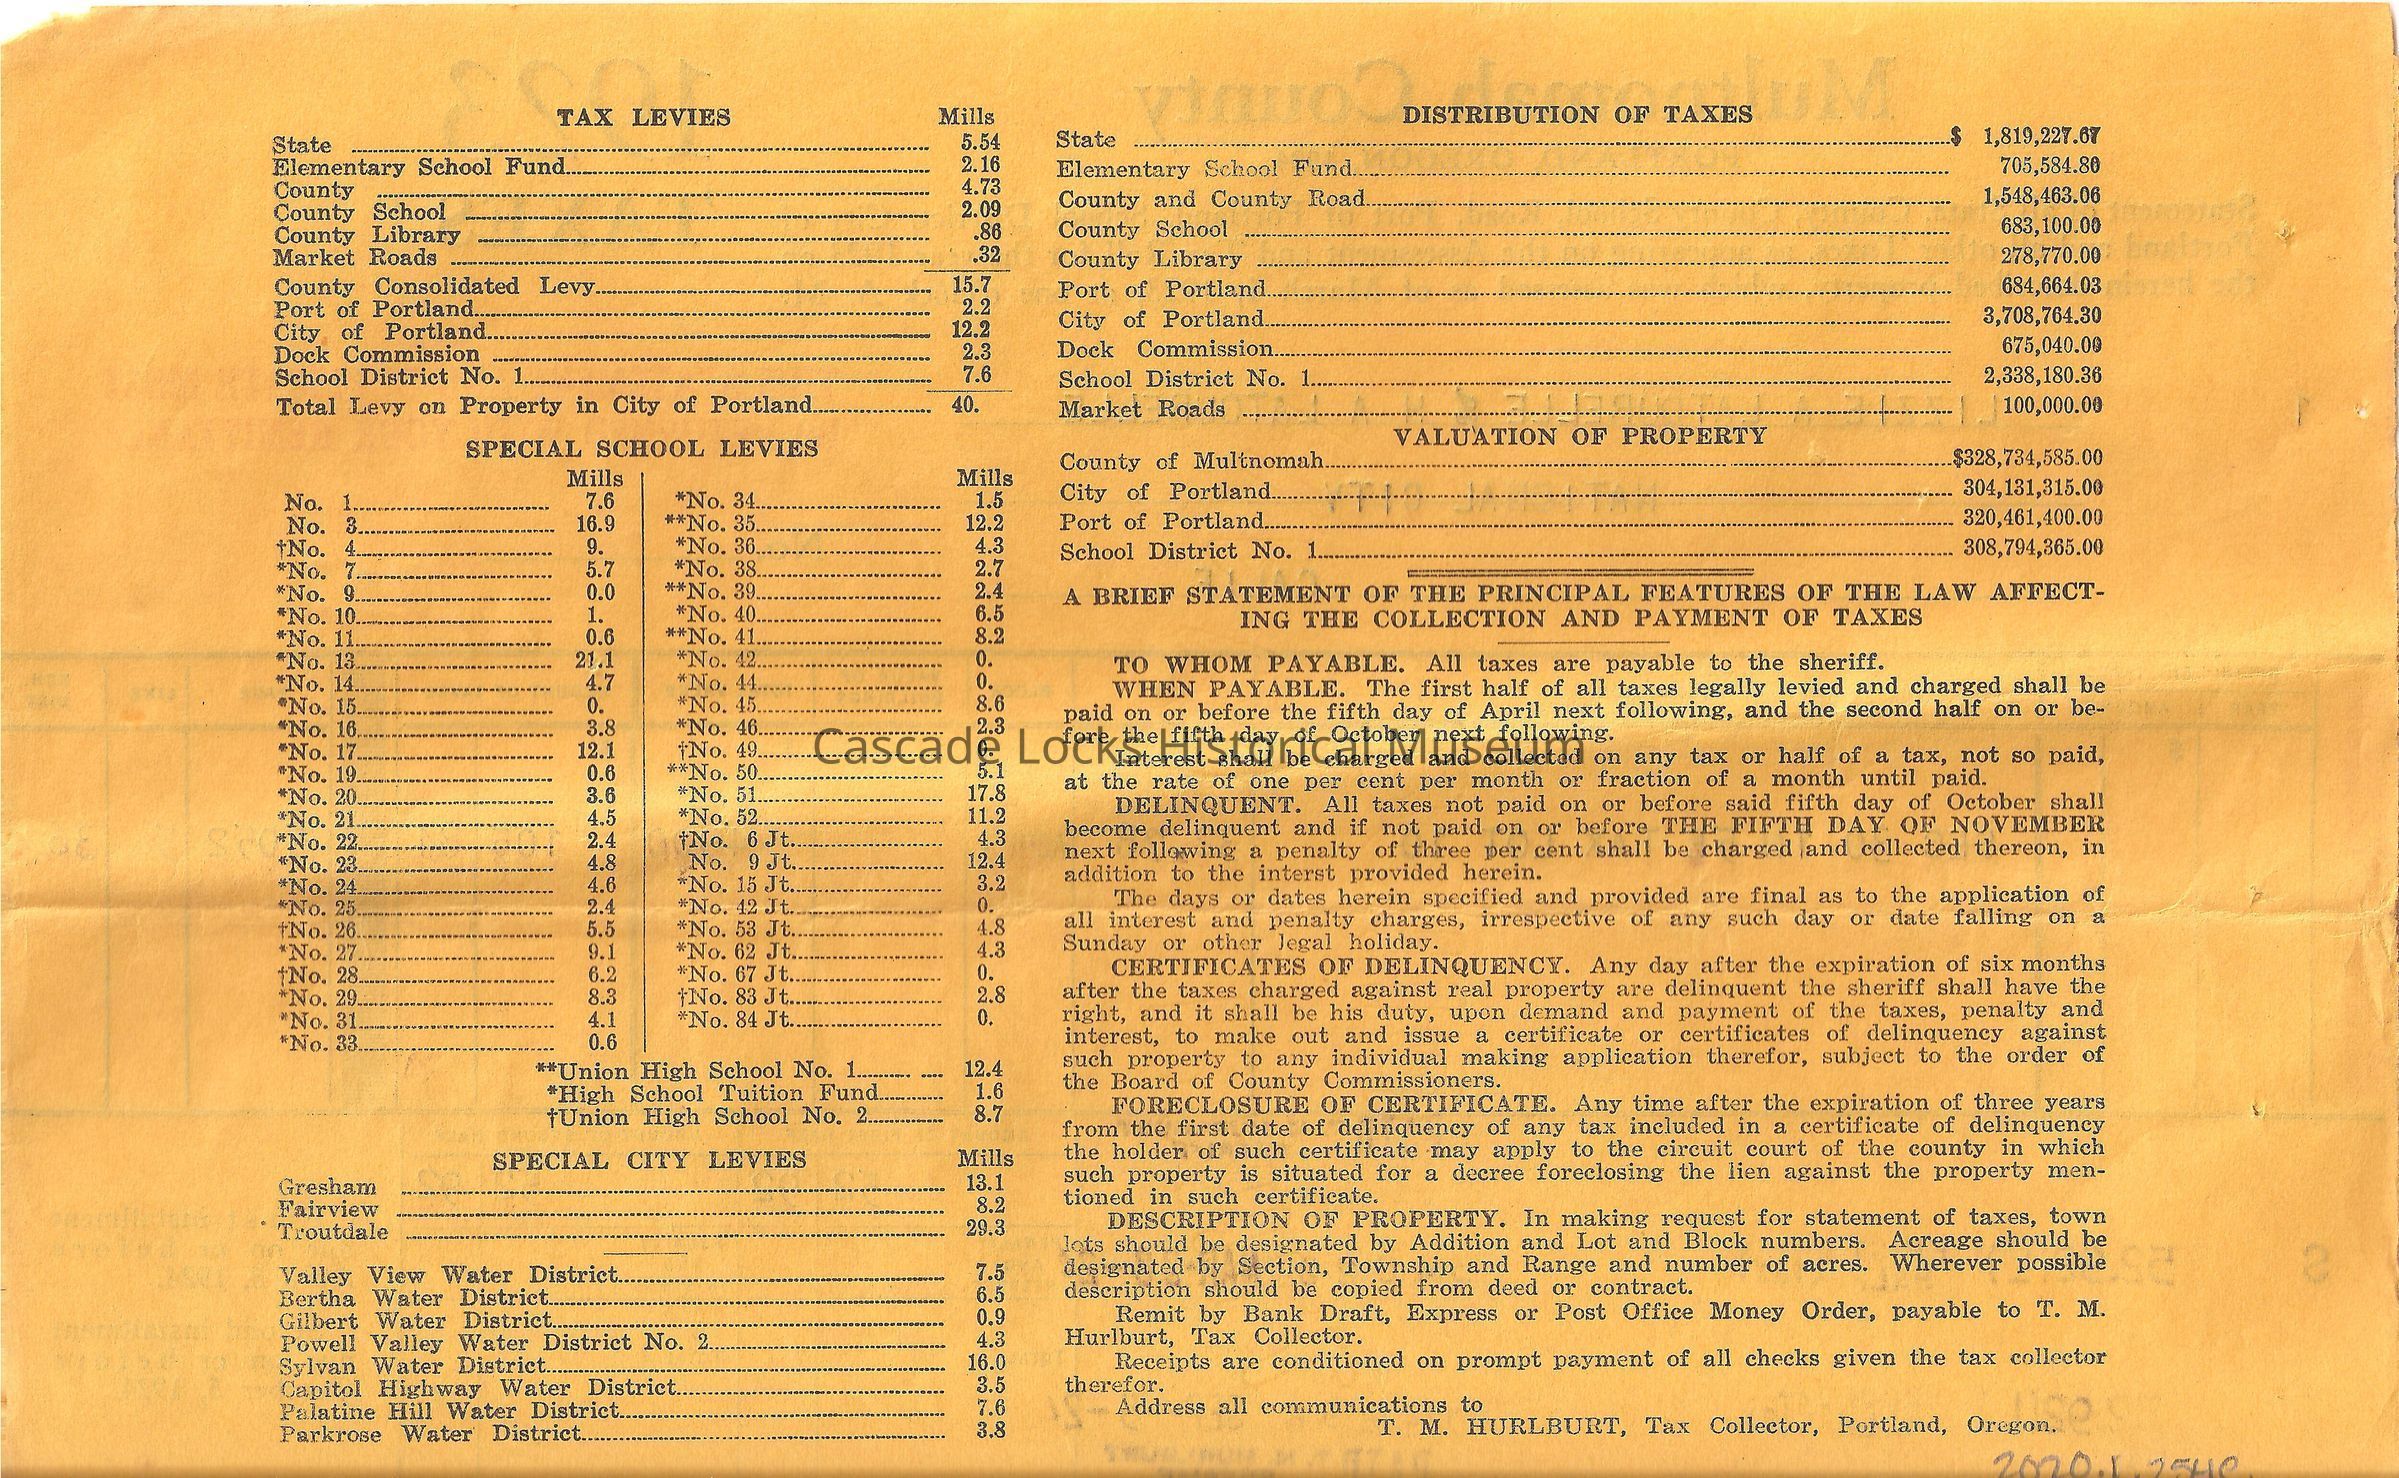 TAX LEVIES Mills
State 5.54
Elementary School Fund 2.16
County 4.73
County School 2.09
County Library .86
Market Roads .32
County Consolidated Levy 15.7
Port of Portland 2.2
City of Portland 12.2
Dock Commission 2.3
School District No. 1 7.6
Total Levy on Property in City of Portland 40.
SPECIAL SCHOOL LEVIES
Mills
No. 1 7.6
No. 3 16.9
†No. 4 9.
*No. 7 5.7
*No. 9 0.0
*No. 10 1.
*No. 11 0.6
*No. 13 21.1
*No. 14 4.7
*No. 15 0.
*No. 16 3.8
*No. 17 12.1
*No. 19 0.6
*No. 20 3.6
*No. 21 4.5
*No. 22 2.4
*No. 23 4.8
*No. 24 4.6
*No. 25 2.4
†No. 26 5.5
*No. 27 9.1
†No. 28 6.2
*No. 29 8.3
*No. 31 4.1
*No. 33 0.6
Mills
*No. 34 1.5
**No. 35 12.2
*No. 36 4.3
*No. 38 2.7
**No. 39 2.4
*No. 40 6.5
**No. 41 8.2
*No. 42 0.
*No. 44 0.
*No. 45 8.6
*No. 46 2.3
†No. 49 0.
**No. 50 5.1
*No. 51 17.8
*No. 52 11.2
†No. 6 Jt. 4.3
No. 9 Jt. 12.4
*No. 15 Jt. 3.2
*No. 42 Jt. 0.
*No. 53 Jt. 4.8
*No. 62 Jt. 4.3
*No. 67 Jt. 0.
†No. 83 Jt. 2.8
*No. 84 Jt. 0.
**Union High School No. 1 12.4
*High School Tuition Fund 1.6
†Union High School No. 2 8.7
SPECIAL CITY LEVIES Mills
Gresham 13.1
Fairview 8.2
Troutdale 29.3
Valley View Water District 7.5
Bertha Water District 6.5
Gilbert Water District 0.9
Powell Valley Water District No. 2 4.3
Sylvan Water District 16.0
Capitol Highway Water District 3.5
Palatine Hill Water District 7.6
Parkrose Water District 3.8
DISTRIBUTION OF TAXES
State $ 1,819,227.67
Elementary School Fund 705,584.80
County and County Road 1,548,463.06
County School 683,100.00
County Library 278,770.00
Port of Portland 684,664.03
City of Portland 3,708,764.30
Dock Commission 675,040.00
School District No. 1 2,338,180.36
Market Roads 100,000.00
VALUATION OF PROPERTY
County of Multnomah $328,734,585.00
City of Portland 304,131,315.00
Port of Portland 320,461,400.00
School District No. 1 308,794,365.00
A BRIEF STATEMENT OF THE PRINCIPAL FEATURES OF THE LAW AFFECT-
ING THE COLLECTION AND PAYMENT OF TAXES
TO WHOM PAYABLE. All taxes are payable to the sheriff.
WHEN PAYABLE. The first half of all taxes legally levied and charged shall be
paid on or before the fifth day of April next following, and the second half on or be-
fore the fifth day of October next following.
Interest shall be charged and collected on any tax or half of a tax, not so paid,
at the rate of one per cent per month or fraction of a month until paid.
DELINQUENT. All taxes not paid on or before said fifth day of October shall
become delinquent and if not paid on or before THE FIFTH DAY OF NOVEMBER
next following a penalty of three per cent shall be charged and collected thereon, in
addition to the interst provided herein.
The days or dates herein specified and provided are final as to the application of
all interest and penalty charges, irrespective of any such day or date falling on a
Sunday or other legal holiday.
CERTIFICATES OF DELINQUENCY. Any day after the expiration of six months
after the taxes charged against real property are delinquent the sheriff shall have the
right, and it shall be his duty, upon demand and payment of the taxes, penalty and
interest, to make out and issue a certificate or certificates of delinquency against
such property to any individual making application therefor, subject to the order of
the Board of County Commissioners.
FORECLOSURE OF CERTIFICATE. Any time after the expiration of three years
from the first date of delinquency of any tax included in a certificate of delinquency
the holder of such certificate may apply to the circuit court of the county in which
such property is situated for a decree foreclosing the lien against the property men-
tioned in such certificate.
DESCRIPTION OF PROPERTY. In making request for statement of taxes, town
lots should be designated by Addition and Lot and Block numbers. Acreage should be
designated by Section, Township and Range and number of acres. Wherever possible
description should be copied from deed or contract.
Remit by Bank Draft, Express or Post Office Money Order, payable to T. M.
Hurlburt, Tax Collector.
Receipts are conditioned on prompt payment of all checks given the tax collector
therefor.
Address all communications to
T. M. HURLBURT, Tax Collector, Portland, Oregon.
Cascade Locks Historical Museum